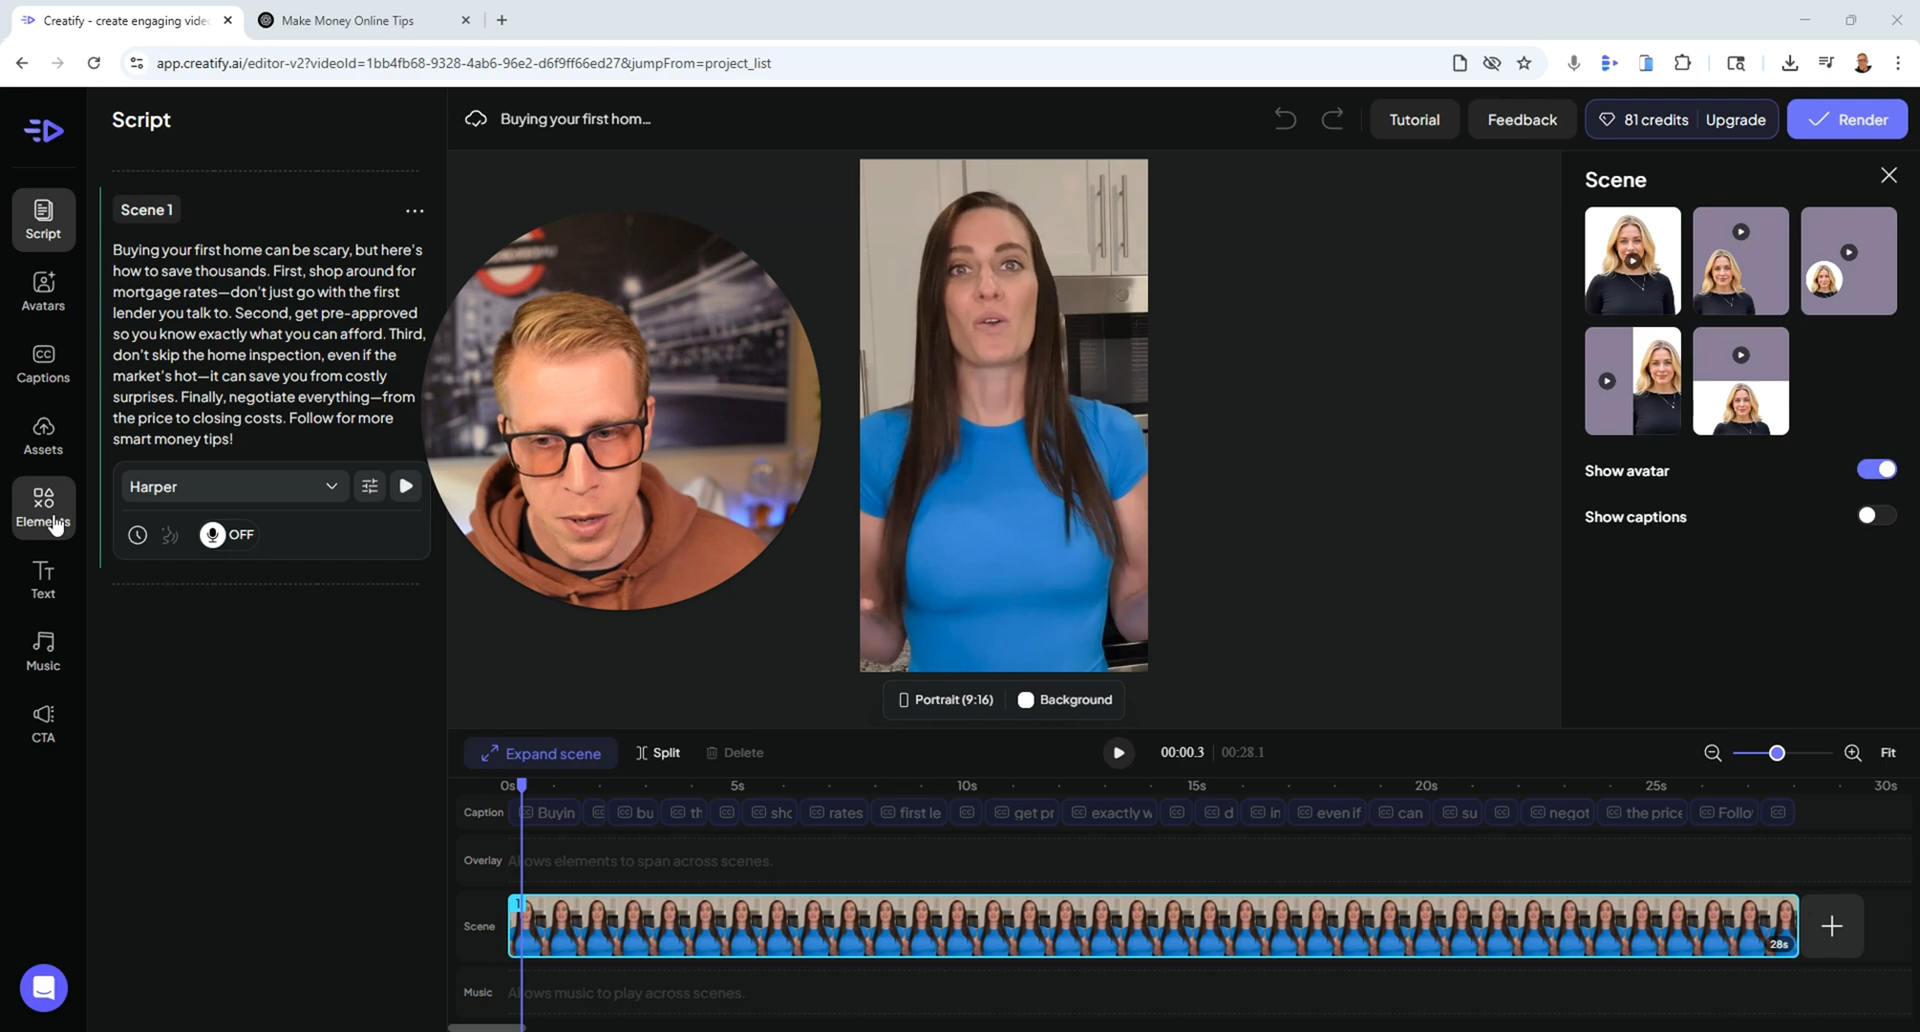 Creatify - create engaging vide
Make Money Online Tips
app.creatify.ai/editor-v2?videoId=1bb4fb68-9328-4ab6-96e2-d6f9ff66ed27&jumpFrom=project_list
Script
Buying your first hom...
Tutorial
Feedback
81 credits
Upgrade
Render
Script
Avatars
Captions
Assets
Elements
Text
Music
CTA
Scene 1
Buying your first home can be scary, but here's
how to save thousands. First, shop around for
mortgage rates—don't just go with the first
lender you talk to. Second, get pre-approved
so you know exactly what you can afford. Third,
don't skip the home inspection, even if the
market's hot—it can save you from costly
surprises. Finally, negotiate everything—from
the price to closing costs. Follow for more
smart money tips!
Harper
OFF
Portrait (9:16)
Background
Scene
Show avatar
Show captions
Expand scene
Split
Delete
00:00.3
00:28.1
Fit
0s
5s
10s
15s
20s
25s
30s
Caption
Buyin
bu
th
shc
rates
first le
get pr
exactly w
d
in
even if
can
su
negot
the price
Follo
Overlay
Allows elements to span across scenes.
Scene
1
28s
Music
Allows music to play across scenes.